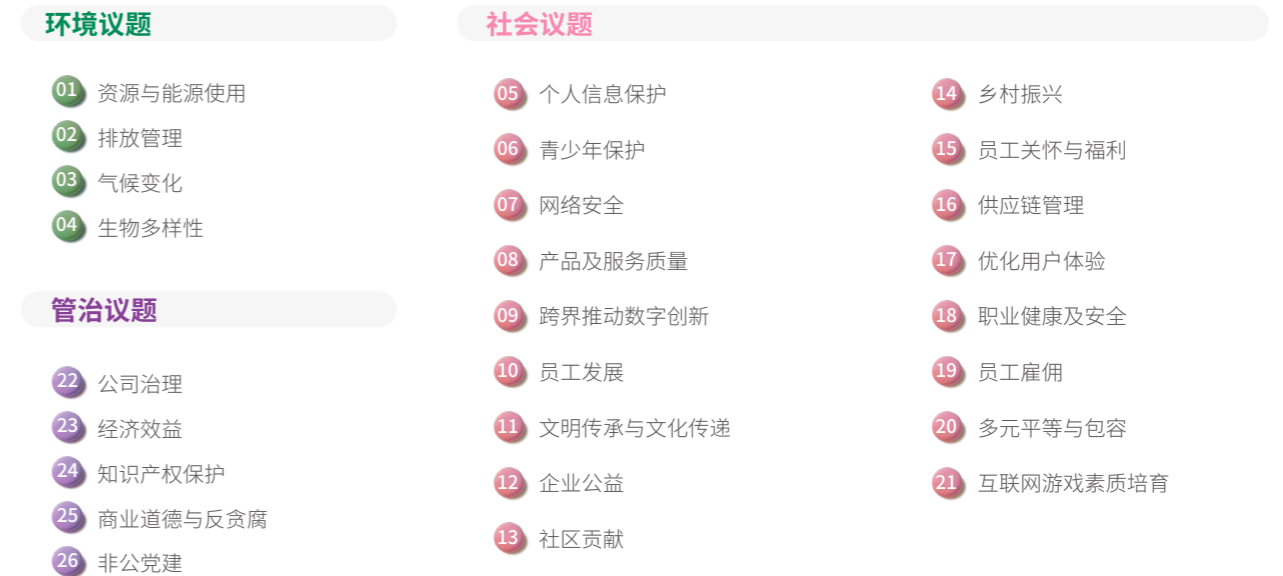 环境议题
01 资源与能源使用
02 排放管理
03 气候变化
04 生物多样性
管治议题
22 公司治理
23 经济效益
24 知识产权保护
25 商业道德与反贪腐
26 非公党建
社会议题
05 个人信息保护
06 青少年保护
07 网络安全
08 产品及服务质量
09 跨界推动数字创新
10 员工发展
11 文明传承与文化传递
12 企业公益
13 社区贡献
14 乡村振兴
15 员工关怀与福利
16 供应链管理
17 优化用户体验
18 职业健康及安全
19 员工雇佣
20 多元平等与包容
21 互联网游戏素质培育